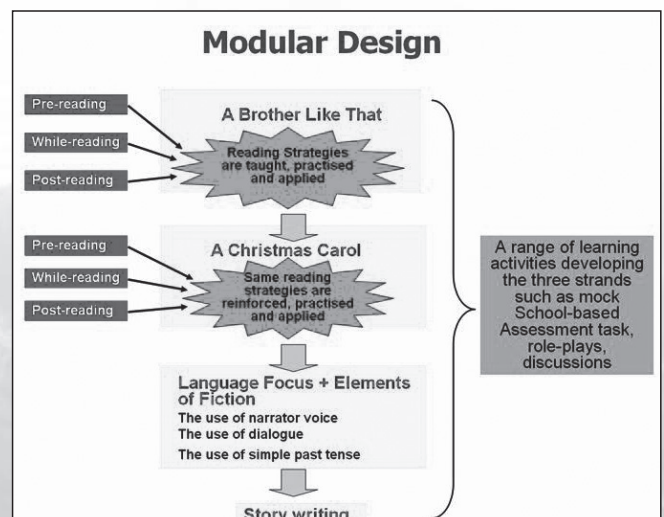 Modular Design
Pre-reading
While-reading
Post-reading
A Brother Like That
Reading Strategies
are taught, practised
and applied
Pre-reading
While-reading
Post-reading
A Christmas Carol
Same reading
strategies are
reinforced, practised
and applied
Language Focus + Elements
of Fiction
The use of narrator voice
The use of dialogue
The use of simple past tense
Story writing
A range of learning
activities developing
the three strands
such as mock
School-based
Assessment task,
role-plays,
discussions